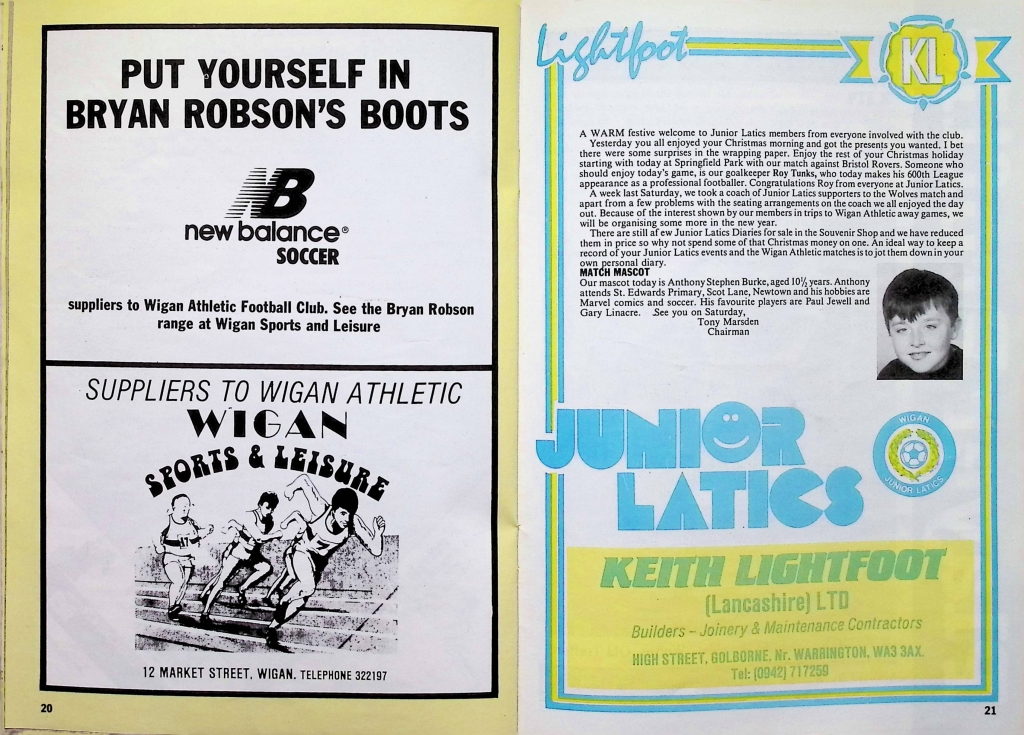 PUT YOURSELF IN
BRYAN ROBSON'S BOOTS
NB
new balance®
SOCCER
suppliers to Wigan Athletic Football Club. See the Bryan Robson
range at Wigan Sports and Leisure
SUPPLIERS TO WIGAN ATHLETIC
WIGAN
SPORTS & LEISURE
12 MARKET STREET, WIGAN. TELEPHONE 322197
20
Lightfoot
KL
A WARM festive welcome to Junior Latics members from everyone involved with the club.
Yesterday you all enjoyed your Christmas morning and got the presents you wanted. I bet
there were some surprises in the wrapping paper. Enjoy the rest of your Christmas holiday
starting with today at Springfield Park with our match against Bristol Rovers. Someone who
should enjoy today's game, is our goalkeeper Roy Tunks, who today makes his 600th League
appearance as a professional footballer. Congratulations Roy from everyone at Junior Latics.
A week last Saturday, we took a coach of Junior Latics supporters to the Wolves match and
apart from a few problems with the seating arrangements on the coach we all enjoyed the day
out. Because of the interest shown by our members in trips to Wigan Athletic away games, we
will be organising some more in the new year.
There are still af ew Junior Latics Diaries for sale in the Souvenir Shop and we have reduced
them in price so why not spend some of that Christmas money on one. An ideal way to keep a
record of your Junior Latics events and the Wigan Athletic matches is to jot them down in your
own personal diary.
MATCH MASCOT
Our mascot today is Anthony Stephen Burke, aged 10½ years. Anthony
attends St. Edwards Primary, Scot Lane, Newtown and his hobbies are
Marvel comics and soccer. His favourite players are Paul Jewell and
Gary Linacre. See you on Saturday,
Tony Marsden
Chairman
JUNIOR
LATICS
WIGAN
JUNIOR LATICS
KEITH LIGHTFOOT
(Lancashire) LTD
Builders – Joinery & Maintenance Contractors
HIGH STREET, GOLBORNE, Nr. WARRINGTON, WA3 3AX.
Tel: (0942) 717259
21